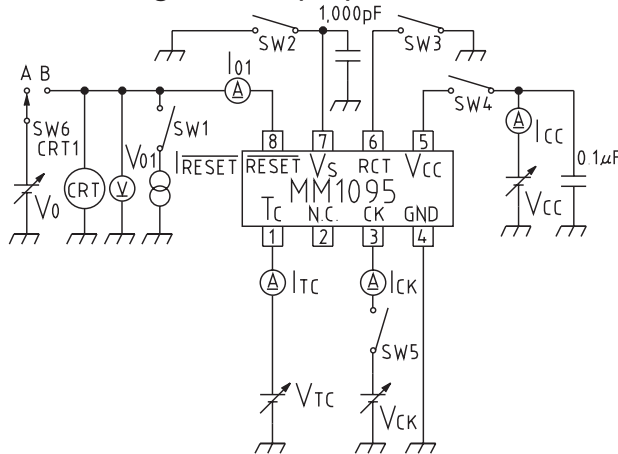 1,000pF
SW2
SW3
I01
A B
A
SW4
SW6
CRT1
SW1
A
ICC
V01
IRESET
8 7 6 5
RESET VS RCT VCC
0.1μF
CRT
V
MM1095
V0
VCC
TC N.C. CK GND
1 2 3 4
A ITC
A ICK
SW5
VTC
VCK